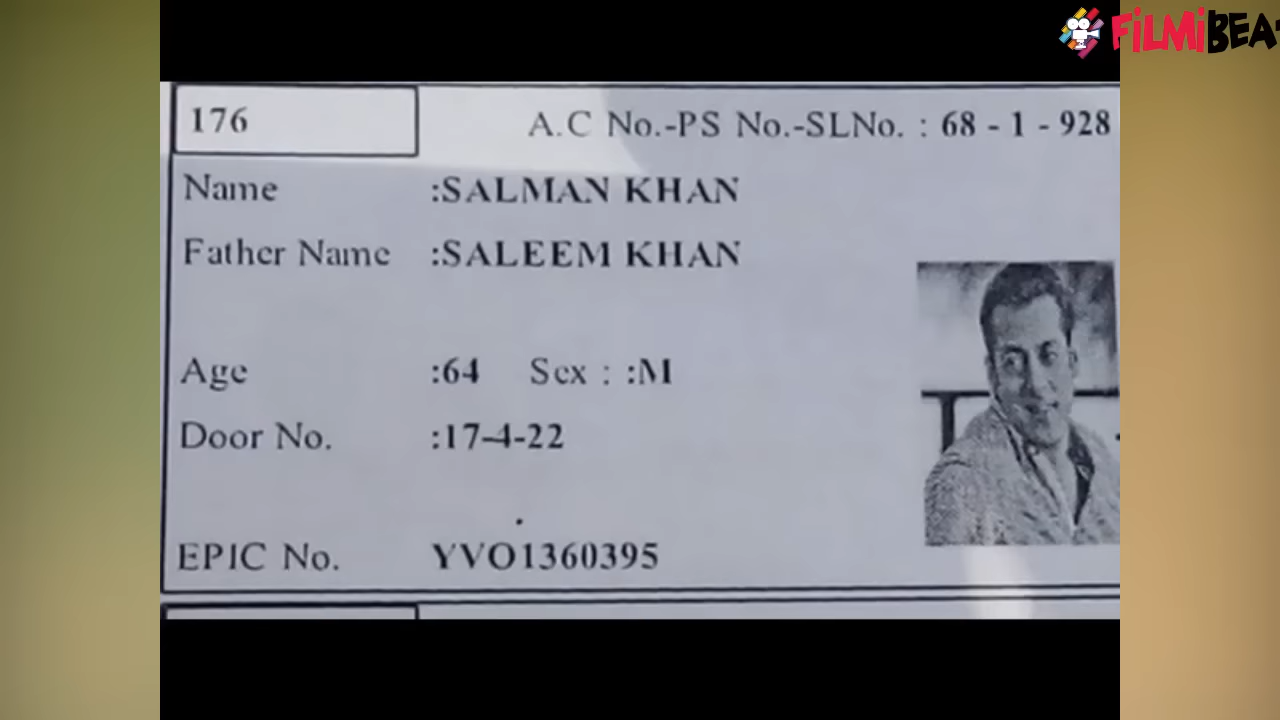 FiLMiBEA
176 A.C No.-PS No.-SLNo. : 68 - 1 - 928
Name :SALMAN KHAN
Father Name :SALEEM KHAN
Age :64 Sex : :M
Door No. :17-4-22
EPIC No. YVO1360395